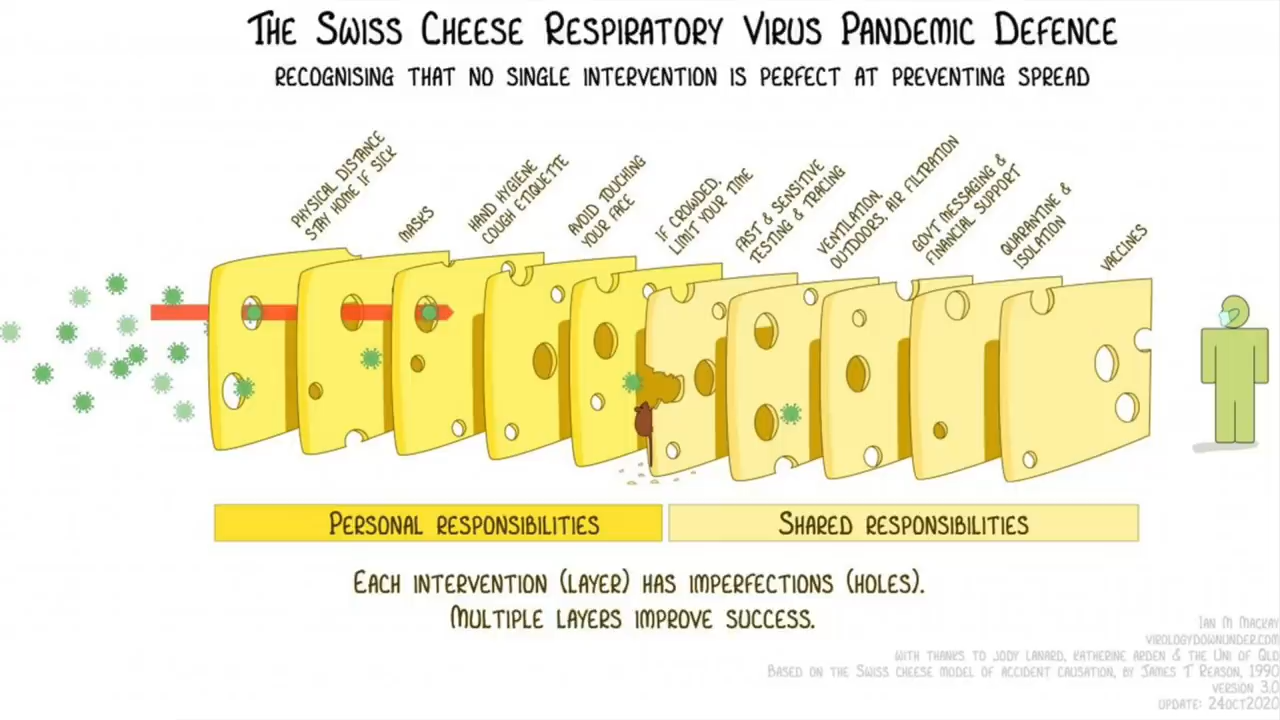 THE SWISS CHEESE RESPIRATORY VIRUS PANDEMIC DEFENCE
RECOGNISING THAT NO SINGLE INTERVENTION IS PERFECT AT PREVENTING SPREAD
PHYSICAL DISTANCE
STAY HOME IF SICK
MASKS
HAND HYGIENE
COUGH ETIQUETTE
AVOID TOUCHING
YOUR FACE
IF CROWDED,
LIMIT YOUR TIME
FAST & SENSITIVE
TESTING & TRACING
VENTILATION,
OUTDOORS, AIR FILTRATION
GOVT MESSAGING &
FINANCIAL SUPPORT
QUARANTINE &
ISOLATION
VACCINES
PERSONAL RESPONSIBILITIES
SHARED RESPONSIBILITIES
EACH INTERVENTION (LAYER) HAS IMPERFECTIONS (HOLES).
MULTIPLE LAYERS IMPROVE SUCCESS.
IAN M MACKAY
VIROLOGYDOWNUNDER.COM
WITH THANKS TO JODY LANARD, KATHERINE ARDEN & THE UNI OF QLD
BASED ON THE SWISS CHEESE MODEL OF ACCIDENT CAUSATION, BY JAMES T REASON, 1990
VERSION 3.0
UPDATE: 24OCT2020